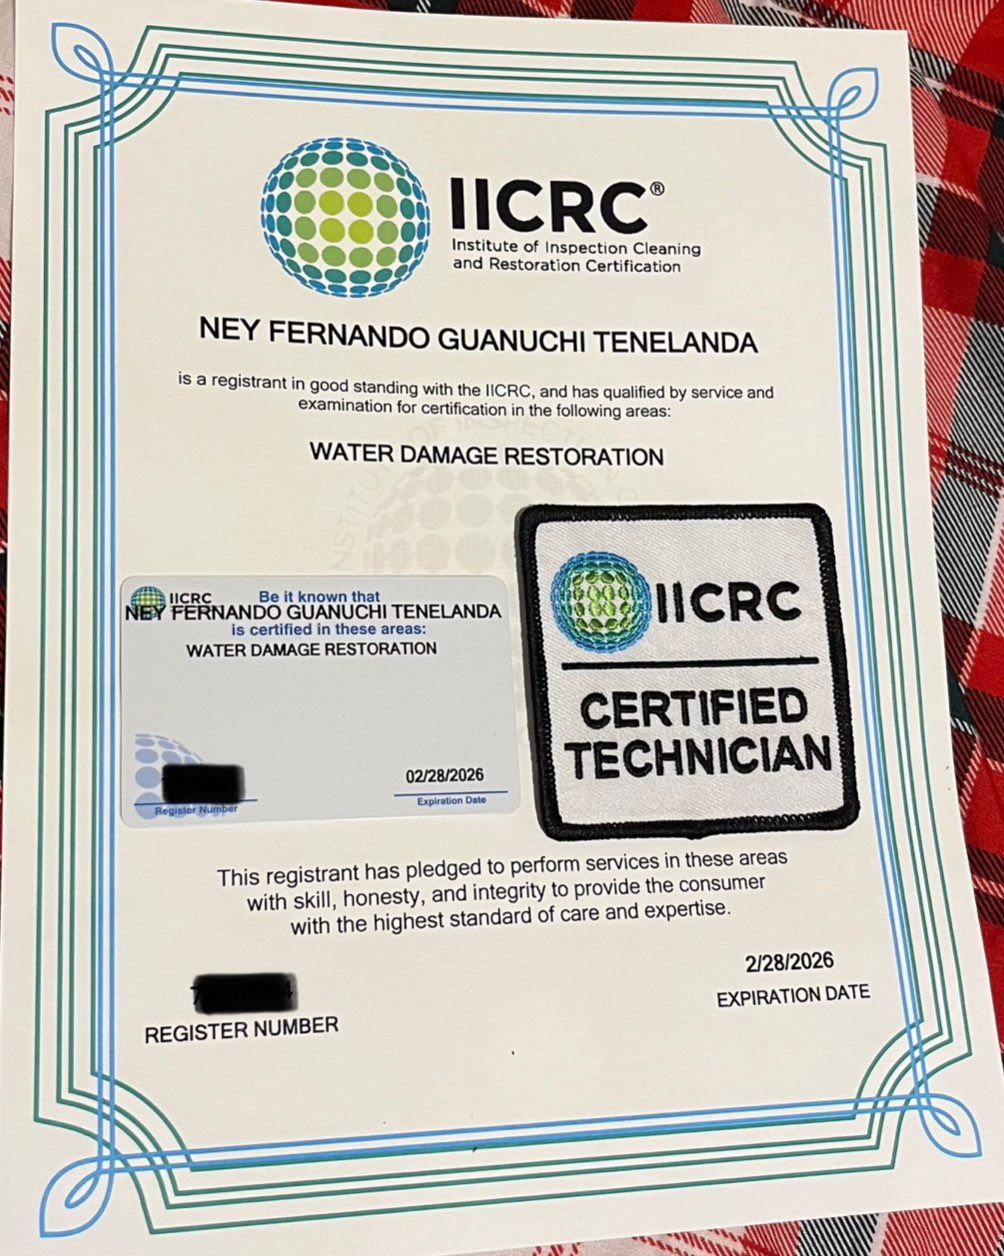 IICRC®
Institute of Inspection Cleaning
and Restoration Certification
NEY FERNANDO GUANUCHI TENELANDA
is a registrant in good standing with the IICRC, and has qualified by service and
examination for certification in the following areas:
WATER DAMAGE RESTORATION
IICRC
Be it known that
NEY FERNANDO GUANUCHI TENELANDA
is certified in these areas:
WATER DAMAGE RESTORATION
02/28/2026
Register Number
Expiration Date
IICRC
CERTIFIED
TECHNICIAN
This registrant has pledged to perform services in these areas
with skill, honesty, and integrity to provide the consumer
with the highest standard of care and expertise.
2/28/2026
EXPIRATION DATE
REGISTER NUMBER